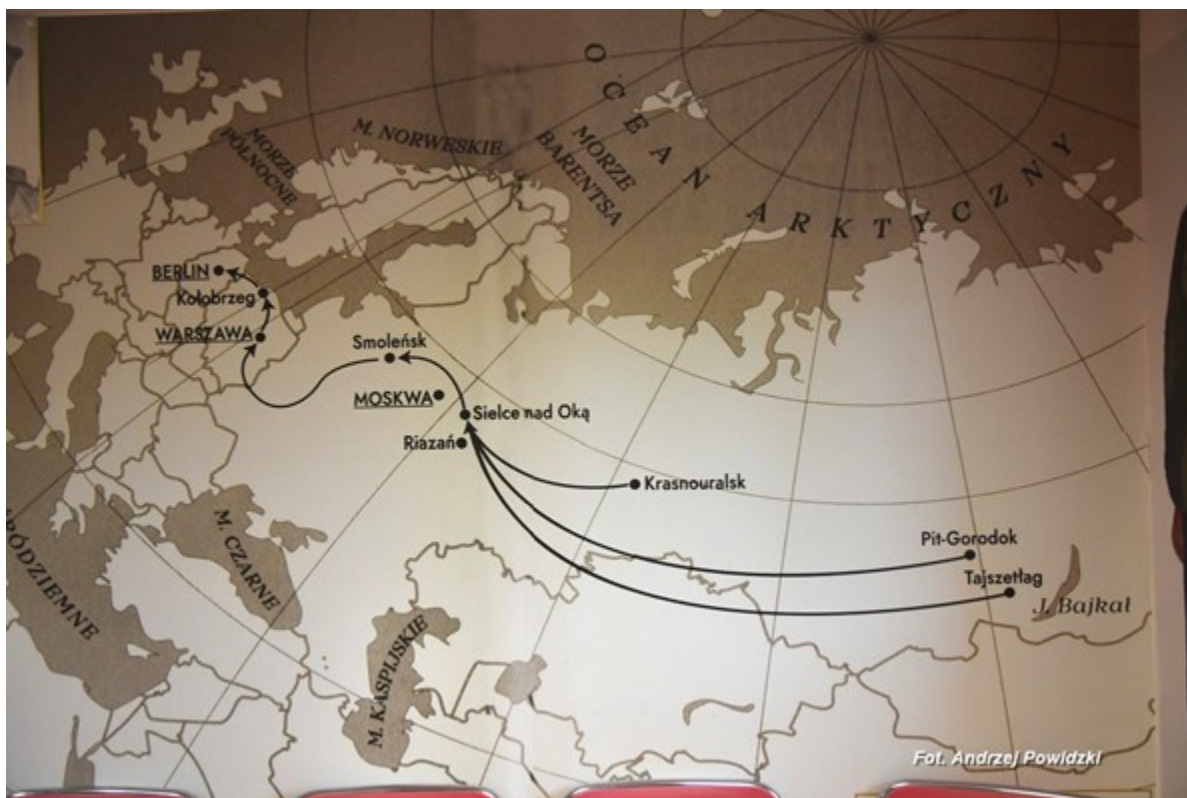 OCEAN ARKTYCZNY
MORZE
BARENTSA
M. NORWESKIE
MORZE
PÓŁNOCNE
BERLIN
Kołobrzeg
WARSZAWA
Smoleńsk
MOSKWA
Sielce nad Oką
Riazań
Krasnouralsk
Pit-Gorodok
Tajszetłag
J. Bajkał
M. CZARNE
RÓDZIEMNE
M. KASPIJSKIE
Fot. Andrzej Powidzki